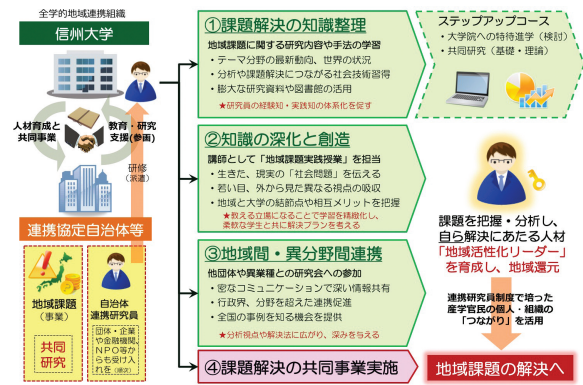 全学的地域連携組織
信州大学
人材育成と
共同事業
教育・研究
支援(参画)
研修
(派遣)
連携協定自治体等
地域課題
(事業)
共同
研究
自治体
連携研究員
団体・企業
や金融機関、
NPO等か
らも受け入
れを(順次)
①課題解決の知識整理
地域課題に関する研究内容や手法の学習
・テーマ分野の最新動向、世界の状況
・分析や課題解決につながる社会技術習得
・膨大な研究資料や図書館の活用
★研究員の経験知・実践知の体系化を促す
②知識の深化と創造
講師として「地域課題実践授業」を担当
・生きた、現実の「社会問題」を伝える
・若い目、外から見た異なる視点の吸収
・地域と大学の結節点や相互メリットを把握
★教える立場になることで学習を精緻化し、
柔軟な学生と共に解決プランを考える
③地域間・異分野間連携
他団体や異業種との研究会への参加
・密なコミュニケーションで深い情報共有
・行政界、分野を超えた連携促進
・全国の事例を知る機会を提供
★分析視点や解決法に広がり、深みを与える
④課題解決の共同事業実施
ステップアップコース
・大学院への特待進学（検討）
・共同研究（基礎・理論）
課題を把握・分析し、
自ら解決にあたる人材
「地域活性化リーダー」
を育成し、地域還元
連携研究員制度で培った
産学官民の個人・組織の
「つながり」を活用
地域課題の解決へ